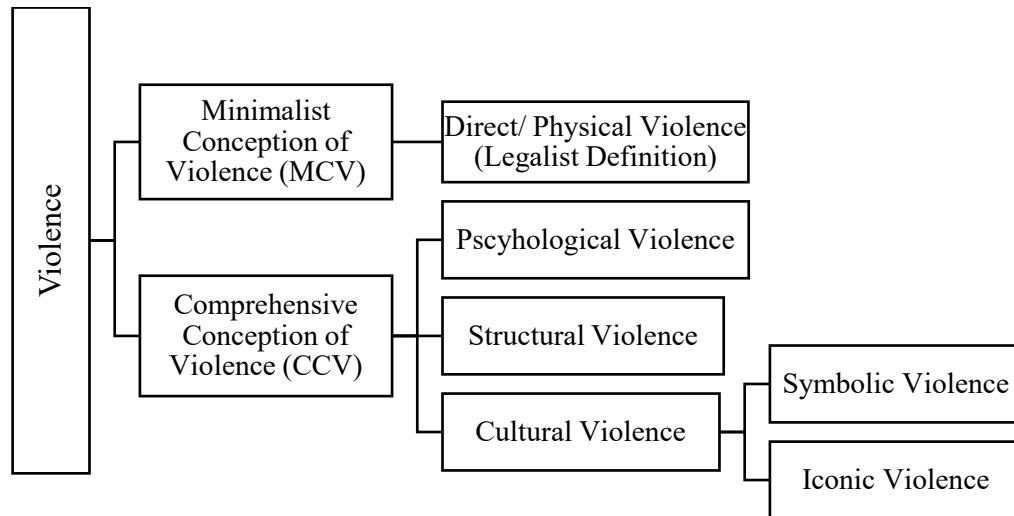 Violence
Minimalist
Conception of
Violence (MCV)
Direct/ Physical Violence
(Legalist Definition)
Comprehensive
Conception of
Violence (CCV)
Pscyhological Violence
Structural Violence
Cultural Violence
Symbolic Violence
Iconic Violence